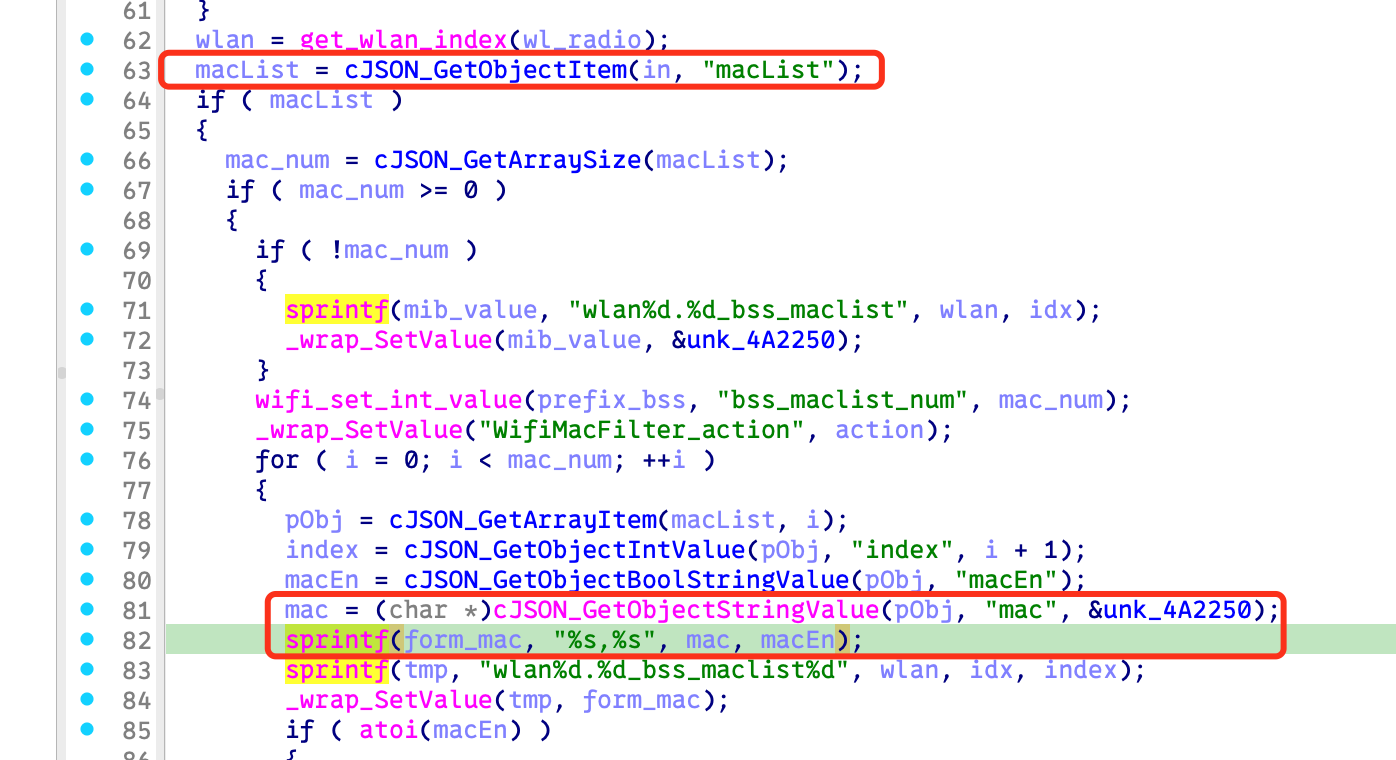 61 }
62 wlan = get_wlan_index(wl_radio);
63 macList = cJSON_GetObjectItem(in, "macList");
64 if ( macList )
65 {
66 mac_num = cJSON_GetArraySize(macList);
67 if ( mac_num >= 0 )
68 {
69 if ( !mac_num )
70 {
71 sprintf(mib_value, "wlan%d.%d_bss_maclist", wlan, idx);
72 _wrap_SetValue(mib_value, &unk_4A2250);
73 }
74 wifi_set_int_value(prefix_bss, "bss_maclist_num", mac_num);
75 _wrap_SetValue("WifiMacFilter_action", action);
76 for ( i = 0; i < mac_num; ++i )
77 {
78 pObj = cJSON_GetArrayItem(macList, i);
79 index = cJSON_GetObjectIntValue(pObj, "index", i + 1);
80 macEn = cJSON_GetObjectBoolStringValue(pObj, "macEn");
81 mac = (char *)cJSON_GetObjectStringValue(pObj, "mac", &unk_4A2250);
82 sprintf(form_mac, "%s,%s", mac, macEn);
83 sprintf(tmp, "wlan%d.%d_bss_maclist%d", wlan, idx, index);
84 _wrap_SetValue(tmp, form_mac);
85 if ( atoi(macEn) )
86 {